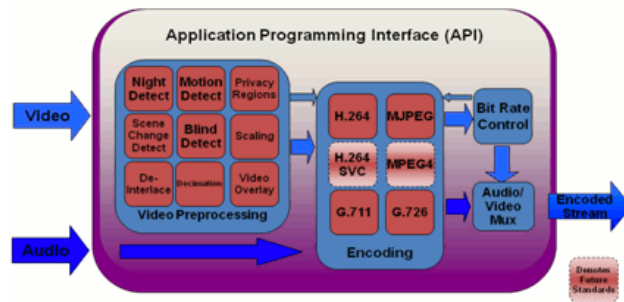 Application Programming Interface (API)
Night
Detect
Motion
Detect
Privacy
Regions
Scene
Change
Detect
Blind
Detect
Scaling
De-
Interlace
Decimation
Video
Overlay
Video Preprocessing
Video
Audio
H.264
MJPEG
H.264
SVC
MPEG4
G.711
G.726
Encoding
Bit Rate
Control
Audio/
Video
Mux
Encoded
Stream
Denotes
Future
Standards